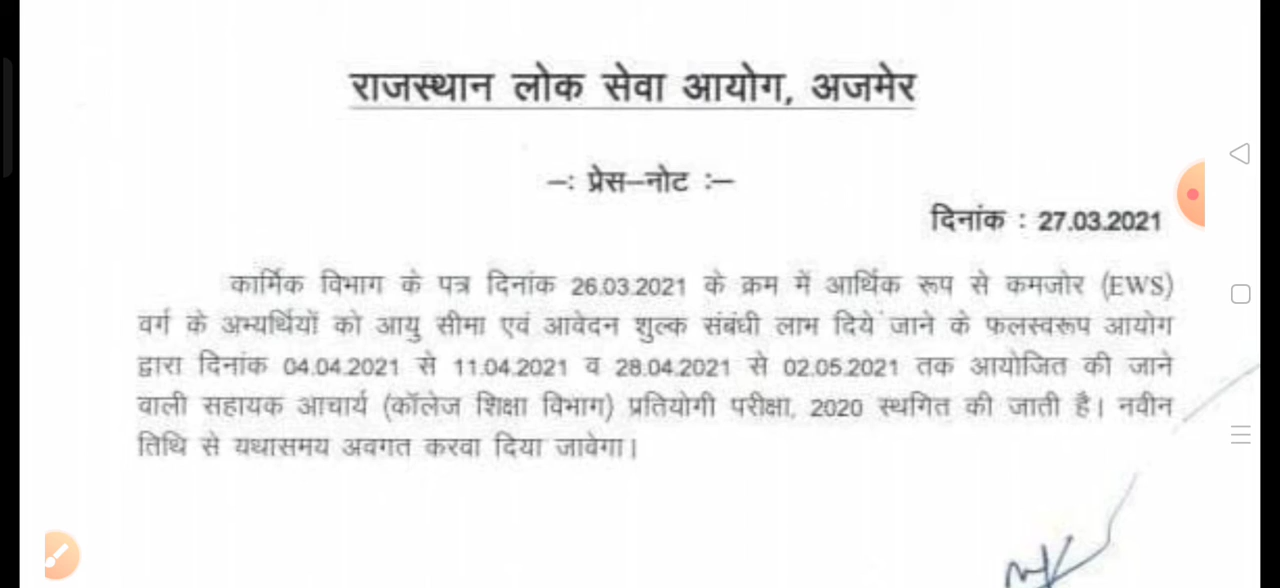 राजस्थान लोक सेवा आयोग, अजमेर
–: प्रेस–नोट :–
दिनांक : 27.03.2021
कार्मिक विभाग के पत्र दिनांक 26.03.2021 के क्रम में आर्थिक रूप से कमजोर (EWS)
वर्ग के अभ्यर्थियों को आयु सीमा एवं आवेदन शुल्क संबंधी लाभ दिये जाने के फलस्वरूप आयोग
द्वारा दिनांक 04.04.2021 से 11.04.2021 व 28.04.2021 से 02.05.2021 तक आयोजित की जाने
वाली सहायक आचार्य (कॉलेज शिक्षा विभाग) प्रतियोगी परीक्षा, 2020 स्थगित की जाती है। नवीन
तिथि से यथासमय अवगत करवा दिया जावेगा।